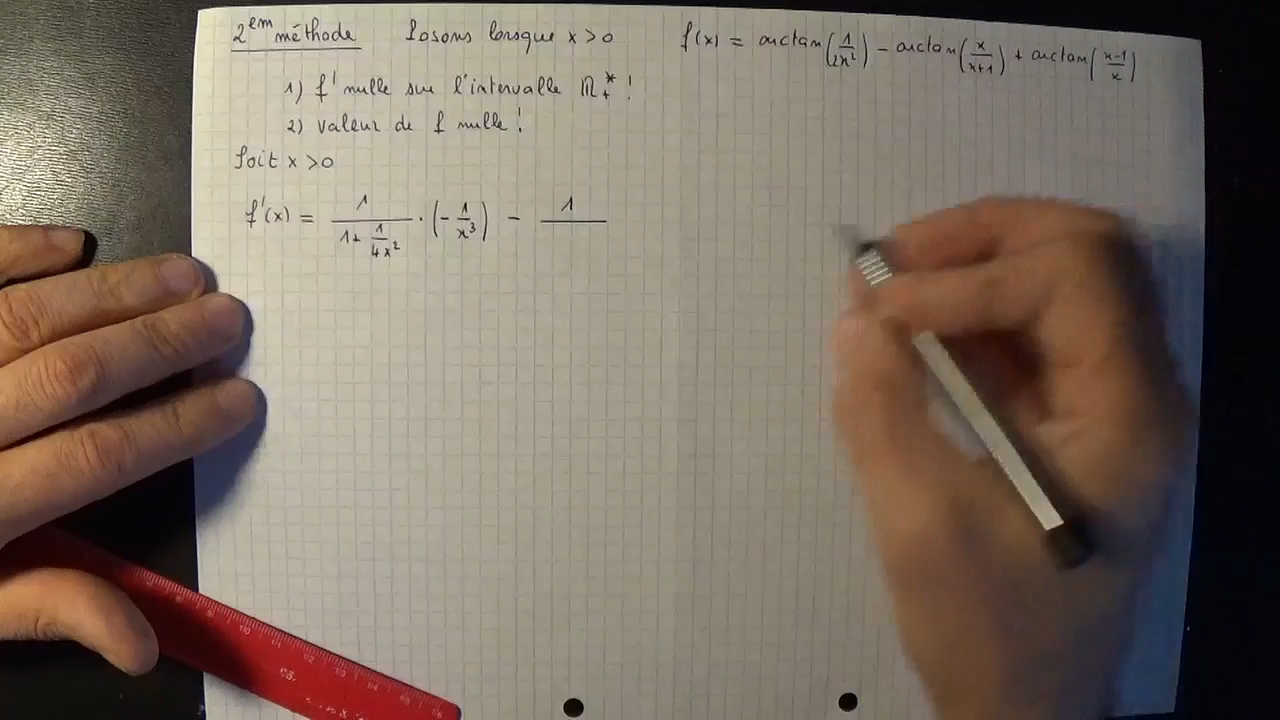 2em méthode Posons lorsque x > 0 f(x) = arctan(1/2x²) − arctan(x/x+1) + arctan(x−1/x)
1) f' nulle sur l'intervalle ℝ₊* !
2) valeur de f nulle !
Soit x > 0
f'(x) = 1/(1+ 1/4x²) · (− 1/x³) − 1/